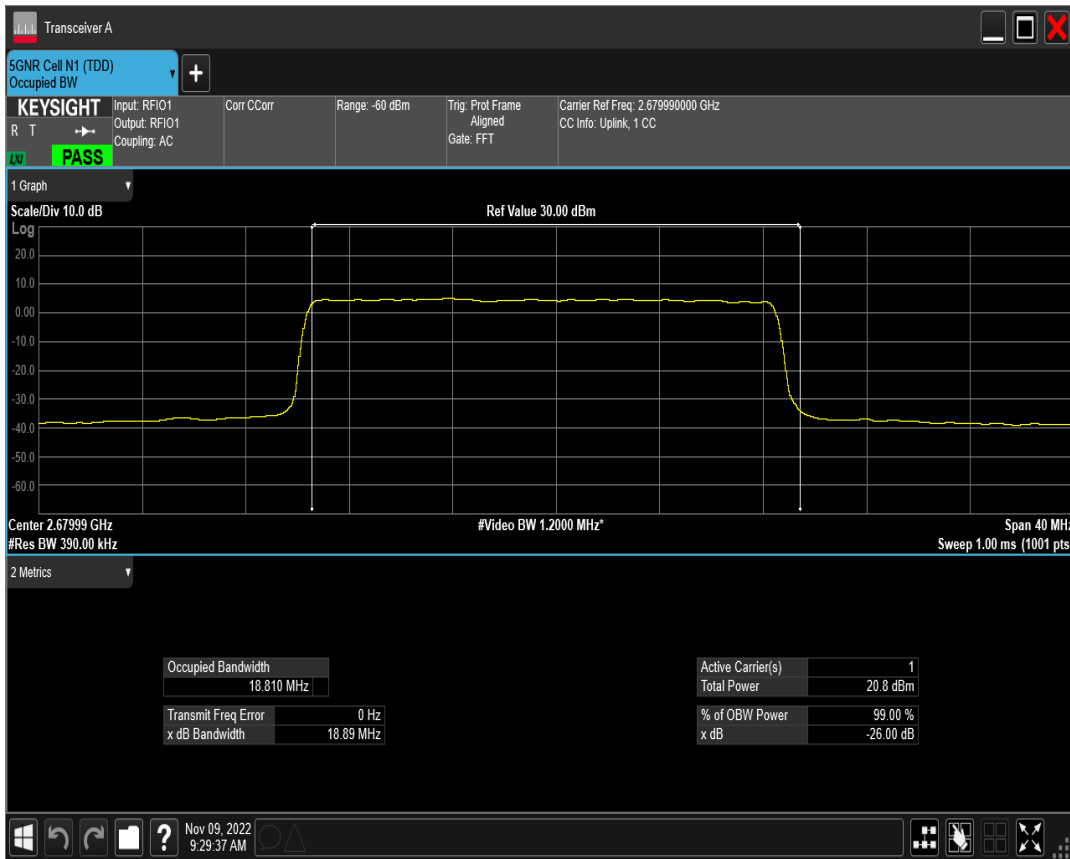 Transceiver A
5GNR Cell N1 (TDD)
Occupied BW
+
KEYSIGHT
R T
LXI
PASS
Input: RFIO1
Output: RFIO1
Coupling: AC
Corr CCorr
Range: -60 dBm
Trig: Prot Frame
Aligned
Gate: FFT
Carrier Ref Freq: 2.679990000 GHz
CC Info: Uplink, 1 CC
1 Graph
Scale/Div 10.0 dB
Ref Value 30.00 dBm
Log
20.0
10.0
0.00
-10.0
-20.0
-30.0
-40.0
-50.0
-60.0
Center 2.67999 GHz
#Video BW 1.2000 MHz*
Span 40 MHz
#Res BW 390.00 kHz
Sweep 1.00 ms (1001 pts
2 Metrics
Occupied Bandwidth
18.810 MHz
Transmit Freq Error 0 Hz
x dB Bandwidth 18.89 MHz
Active Carrier(s) 1
Total Power 20.8 dBm
% of OBW Power 99.00 %
x dB -26.00 dB
?
Nov 09, 2022
9:29:37 AM